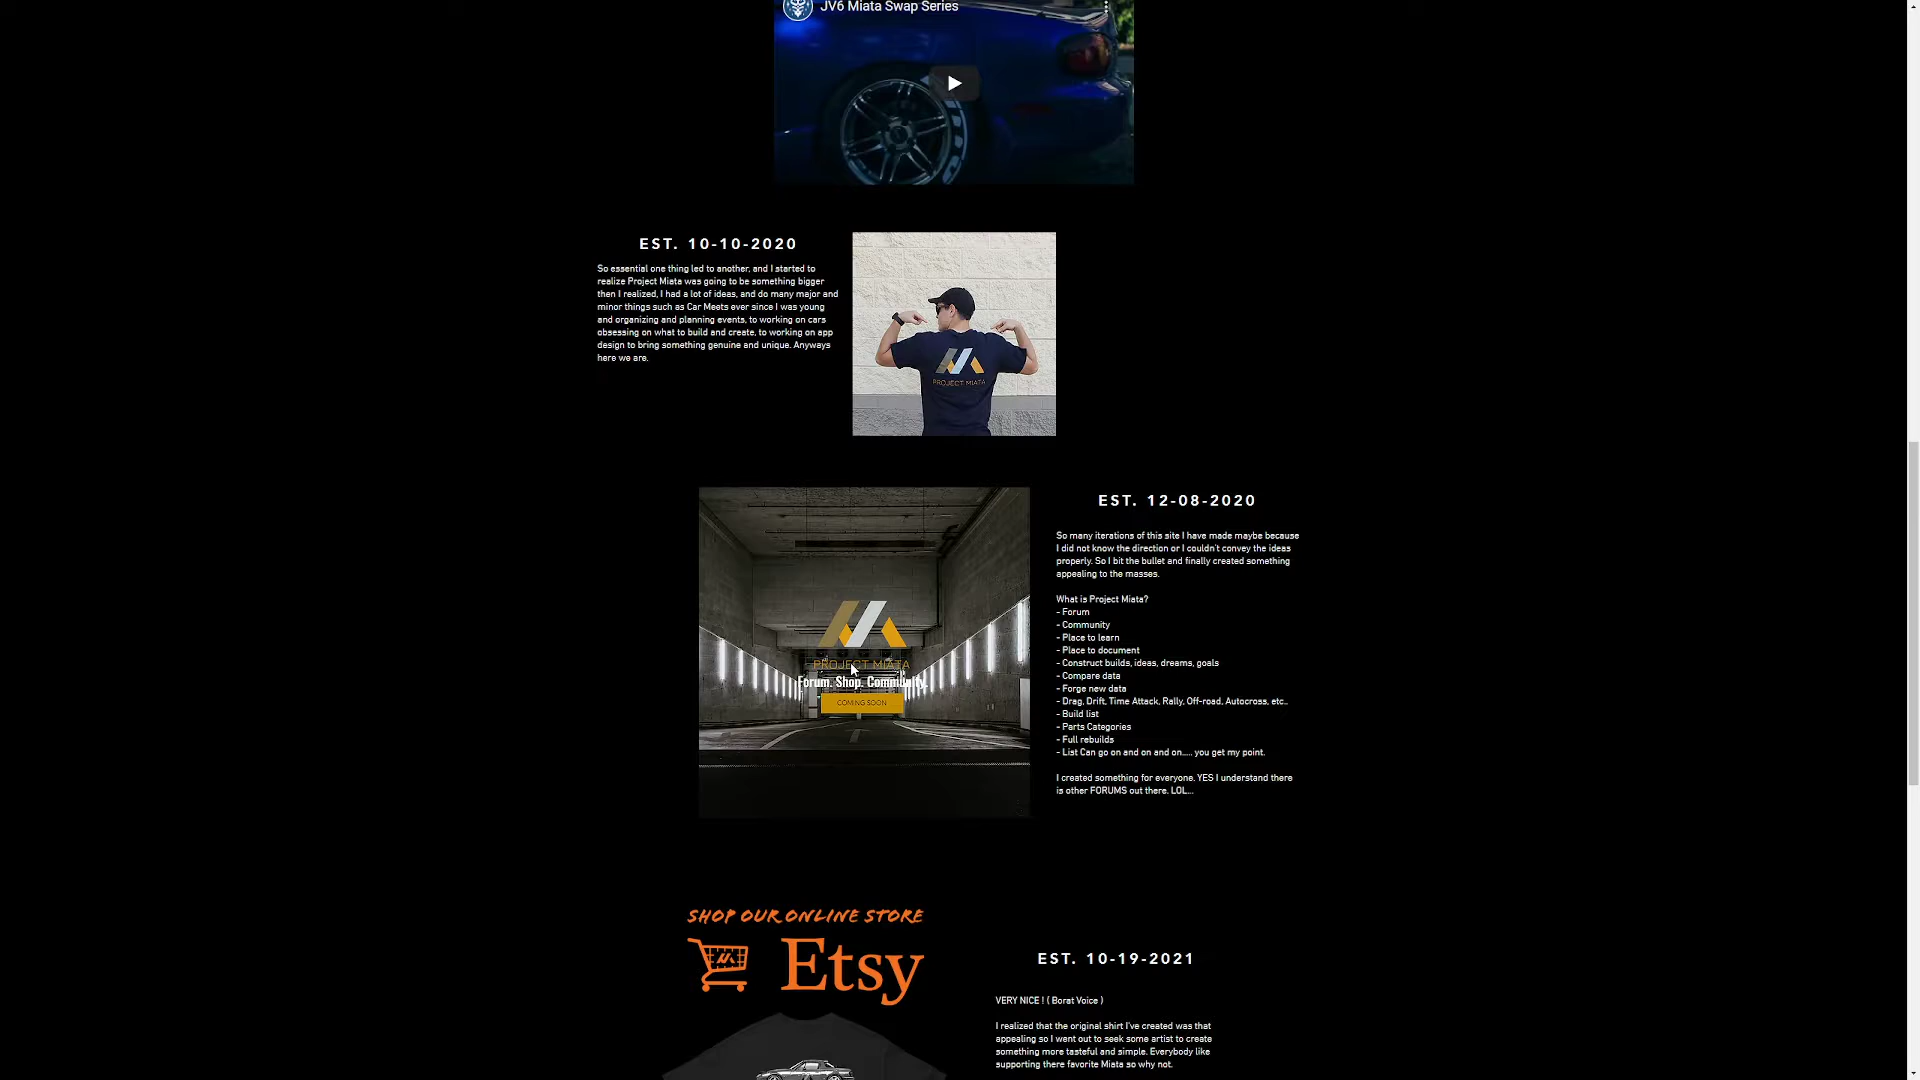 JV6 Miata Swap Series
EST. 10-10-2020
So essential one thing led to another, and I started to
realize Project Miata was going to be something bigger
then I realized, I had a lot of ideas, and do many major and
minor things such as Car Meets ever since I was young
and organizing and planning events, to working on cars
obsessing on what to build and create, to working on app
design to bring something genuine and unique. Anyways
here we are.
PROJECT MIATA
EST. 12-08-2020
So many iterations of this site I have made maybe because
I did not know the direction or I couldn't convey the ideas
properly. So I bit the bullet and finally created something
appealing to the masses.
What is Project Miata?
- Forum
- Community
- Place to learn
- Place to document
- Construct builds, ideas, dreams, goals
- Compare data
- Forge new data
- Drag, Drift, Time Attack, Rally, Off-road, Autocross, etc..
- Build list
- Parts Categories
- Full rebuilds
- List Can go on and on and on..... you get my point.
I created something for everyone. YES I understand there
is other FORUMS out there. LOL...
PROJECT MIATA
Forum. Shop. Community.
COMING SOON
SHOP OUR ONLINE STORE
Etsy
EST. 10-19-2021
VERY NICE ! ( Borat Voice )
I realized that the original shirt I've created was that
appealing so I went out to seek some artist to create
something more tasteful and simple. Everybody like
supporting there favorite Miata so why not.